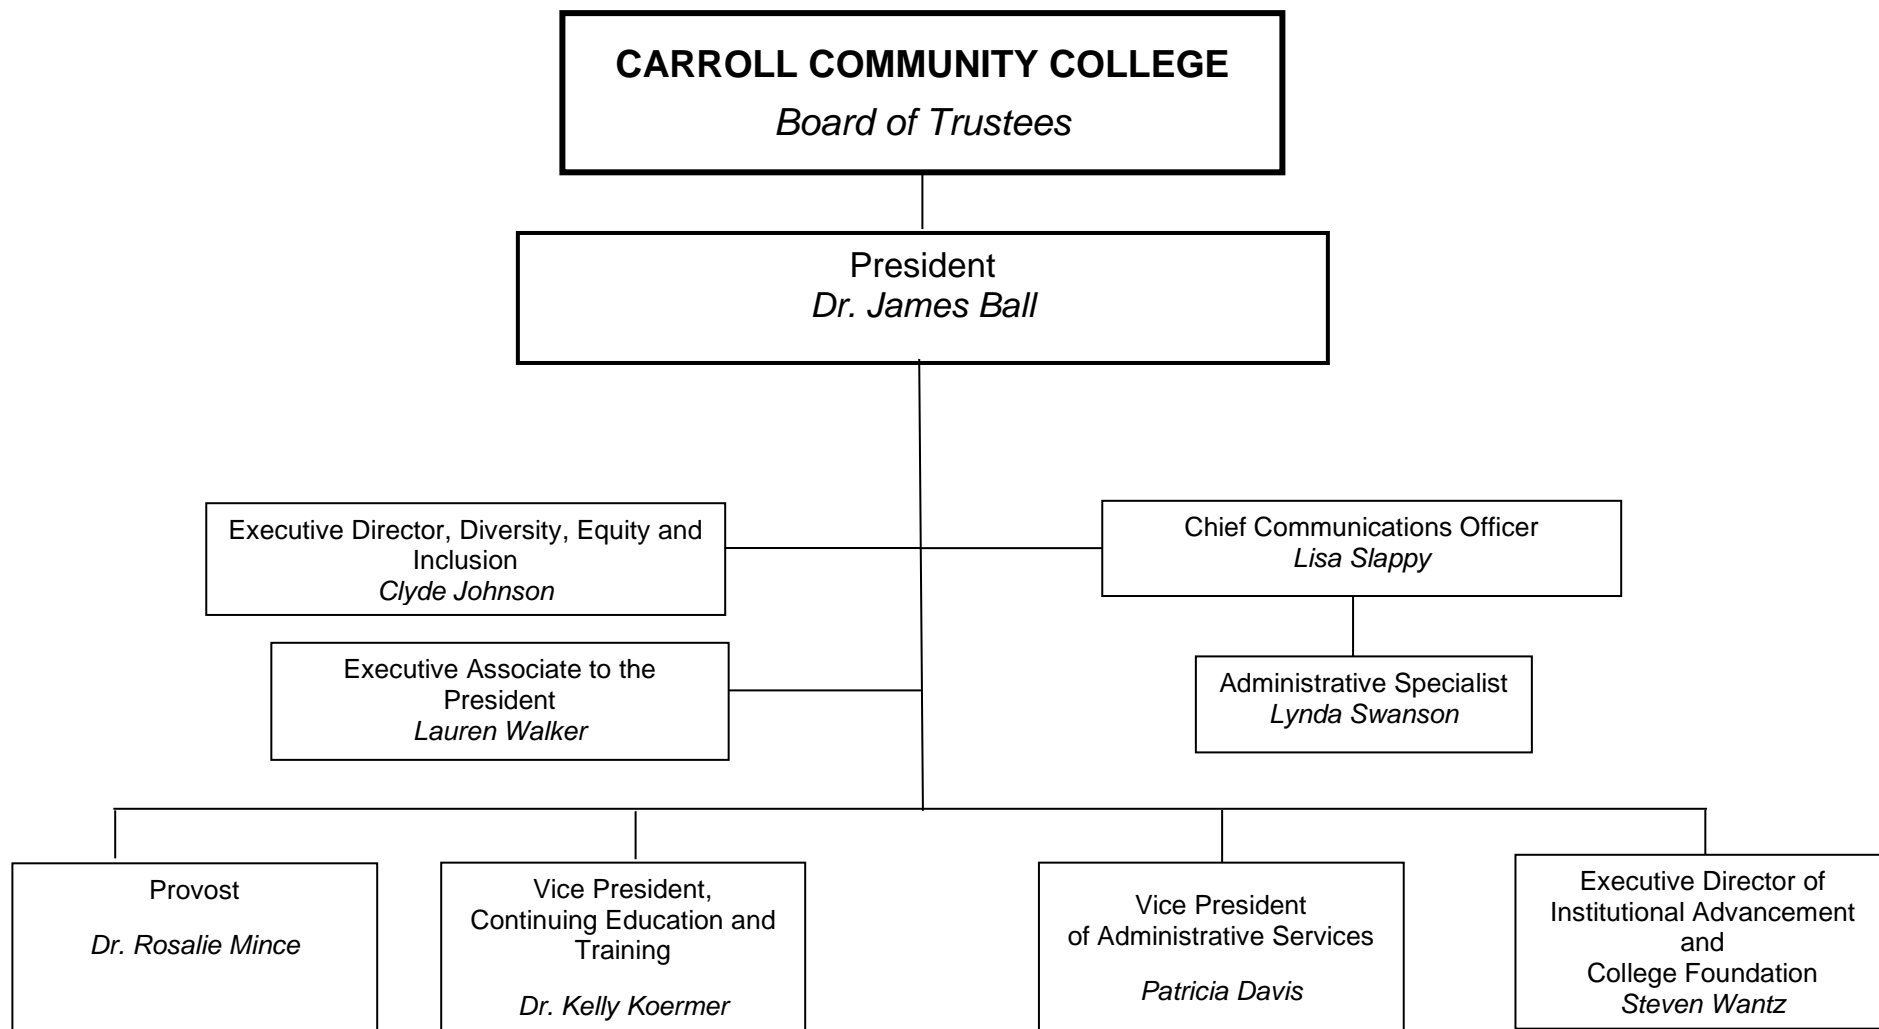 CARROLL COMMUNITY COLLEGE
Board of Trustees
President
Dr. James Ball
Executive Director, Diversity, Equity and
Inclusion
Clyde Johnson
Chief Communications Officer
Lisa Slappy
Executive Associate to the
President
Lauren Walker
Administrative Specialist
Lynda Swanson
Provost
Dr. Rosalie Mince
Vice President,
Continuing Education and
Training
Dr. Kelly Koermer
Vice President
of Administrative Services
Patricia Davis
Executive Director of
Institutional Advancement
and
College Foundation
Steven Wantz